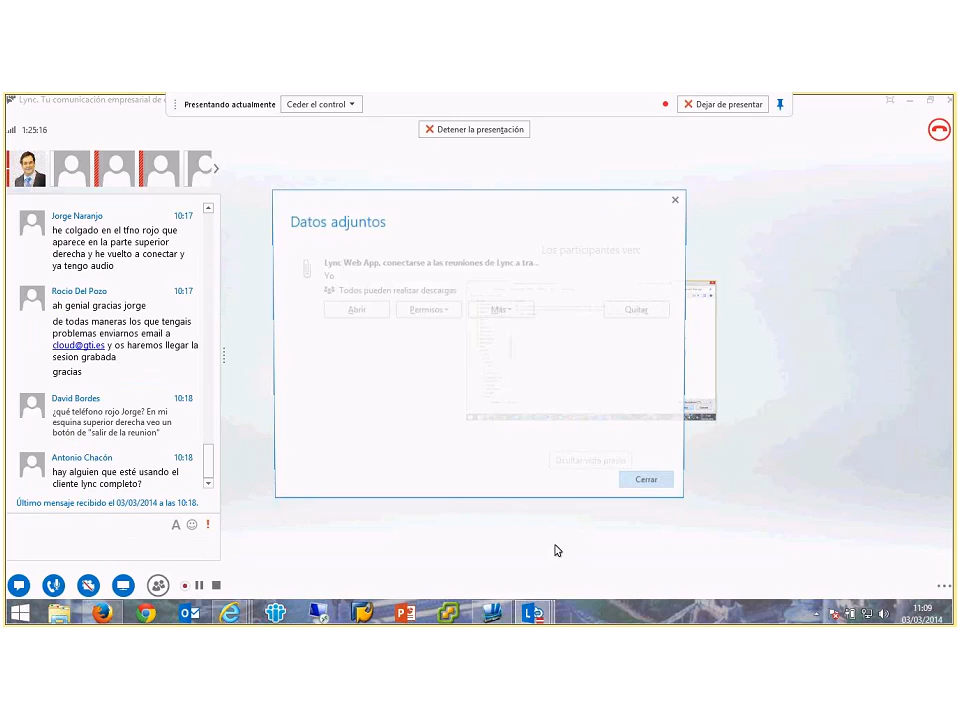 Lync. Tu comunicación empresarial de
Presentando actualmente
Ceder el control
Dejar de presentar
1:25:16
Detener la presentación
Jorge Naranjo 10:17
he colgado en el tfno rojo que
aparece en la parte superior
derecha y he vuelto a conectar y
ya tengo audio
Rocio Del Pozo 10:17
ah genial gracias jorge
de todas maneras los que tengais
problemas enviarnos email a
cloud@gti.es y os haremos llegar la
sesion grabada
gracias
David Bordes 10:18
¿qué teléfono rojo Jorge? En mi
esquina superior derecha veo un
botón de "salir de la reunion"
Antonio Chacón 10:18
hay alguien que esté usando el
cliente lync completo?
Último mensaje recibido el 03/03/2014 a las 10:18.
A !
Datos adjuntos
Los participantes ven:
Lync Web App, conectarse a las reuniones de Lync a tra...
Yo
Todos pueden realizar descargas
Abrir
Permisos
Más
Quitar
Ocultar vista previa
Cerrar
11:09
03/03/2014